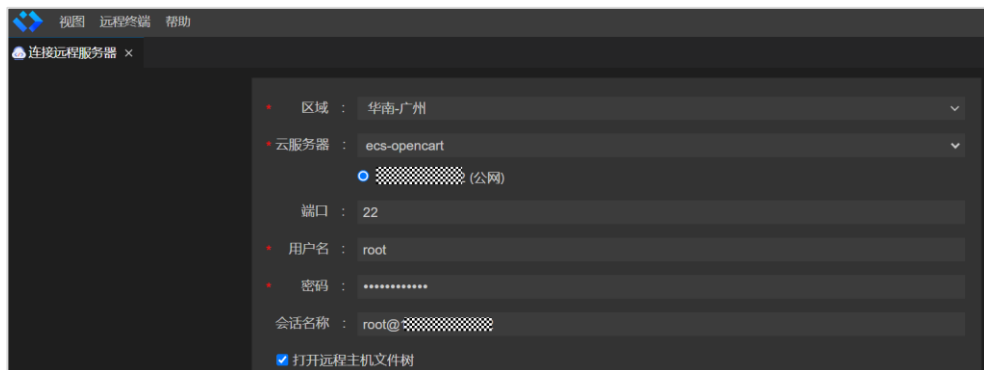 视图 远程终端 帮助
连接远程服务器 ×
* 区域 : 华南-广州
* 云服务器 : ecs-opencart
(公网)
端口 : 22
* 用户名 : root
* 密码 : ············
会话名称 : root@
打开远程主机文件树